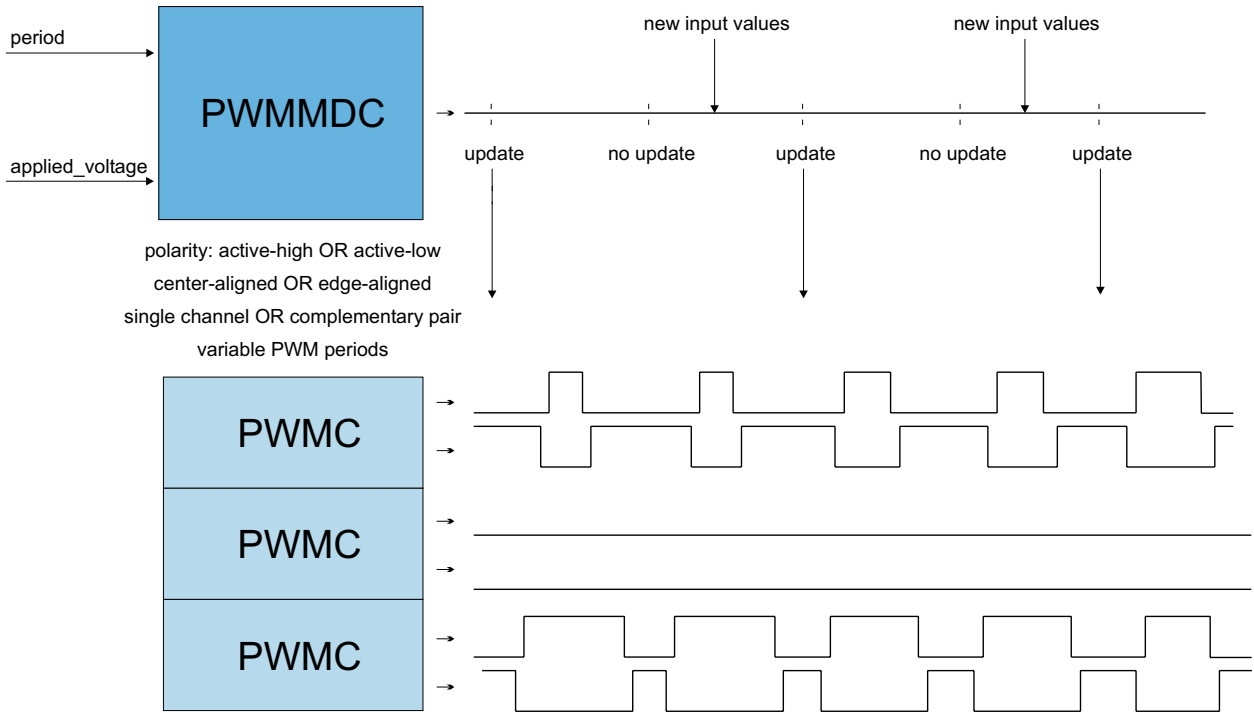 new input values
new input values
period
PWMMDC
applied_voltage
update
no update
update
no update
update
polarity: active-high OR active-low
center-aligned OR edge-aligned
single channel OR complementary pair
variable PWM periods
PWMC
PWMC
PWMC